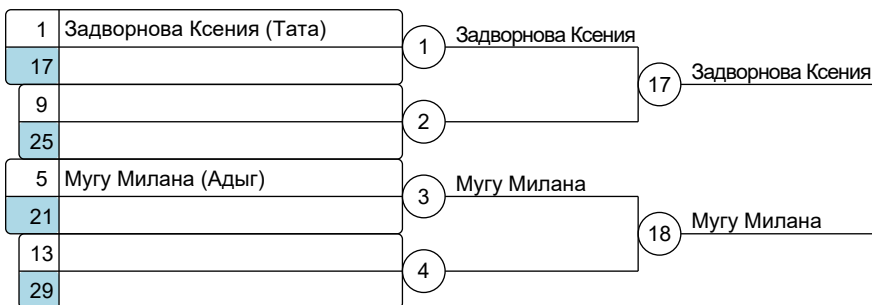 1 Задворнова Ксения (Тата)
17
1 Задворнова Ксения
17 Задворнова Ксения
9
25
2
5 Мугу Милана (Адыг)
21
3 Мугу Милана
18 Мугу Милана
13
29
4